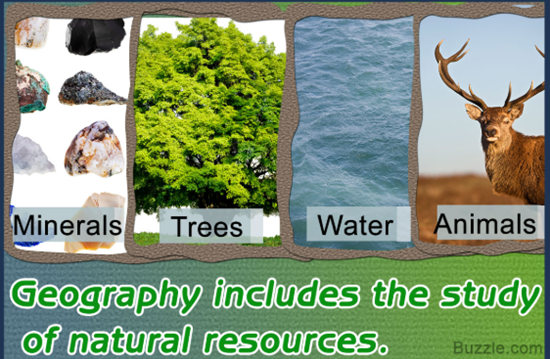 Minerals Trees Water Animals
Geography includes the study
of natural resources.
Buzzle.com